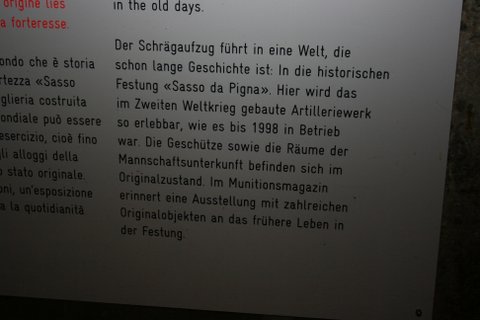 origine lies
a forteresse.
ondo che è storia
rtezza «Sasso
glieria costruita
ondiale può essere
esercizio, cioè fino
gli alloggi della
o stato originale.
oni, un'esposizione
a la quotidianità
in the old days.
Der Schrägaufzug führt in eine Welt, die
schon lange Geschichte ist: In die historischen
Festung «Sasso da Pigna». Hier wird das
im Zweiten Weltkrieg gebaute Artilleriewerk
so erlebbar, wie es bis 1998 in Betrieb
war. Die Geschütze sowie die Räume der
Mannschaftsunterkunft befinden sich im
Originalzustand. Im Munitionsmagazin
erinnert eine Ausstellung mit zahlreichen
Originalobjekten an das frühere Leben in
der Festung.